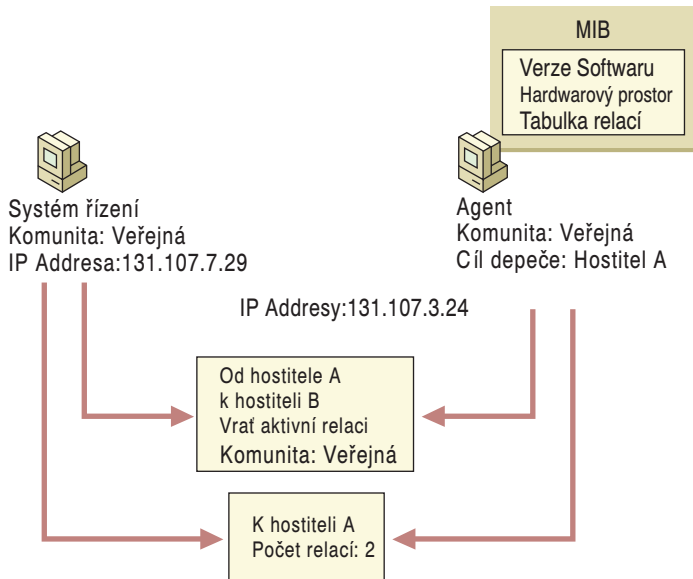 MIB
Verze Softwaru
Hardwarový prostor
Tabulka relací
Systém řízení
Komunita: Veřejná
IP Addresa:131.107.7.29
Agent
Komunita: Veřejná
Cíl depeče: Hostitel A
IP Addresy:131.107.3.24
Od hostitele A
k hostiteli B
Vrať aktivní relaci
Komunita: Veřejná
K hostiteli A
Počet relací: 2